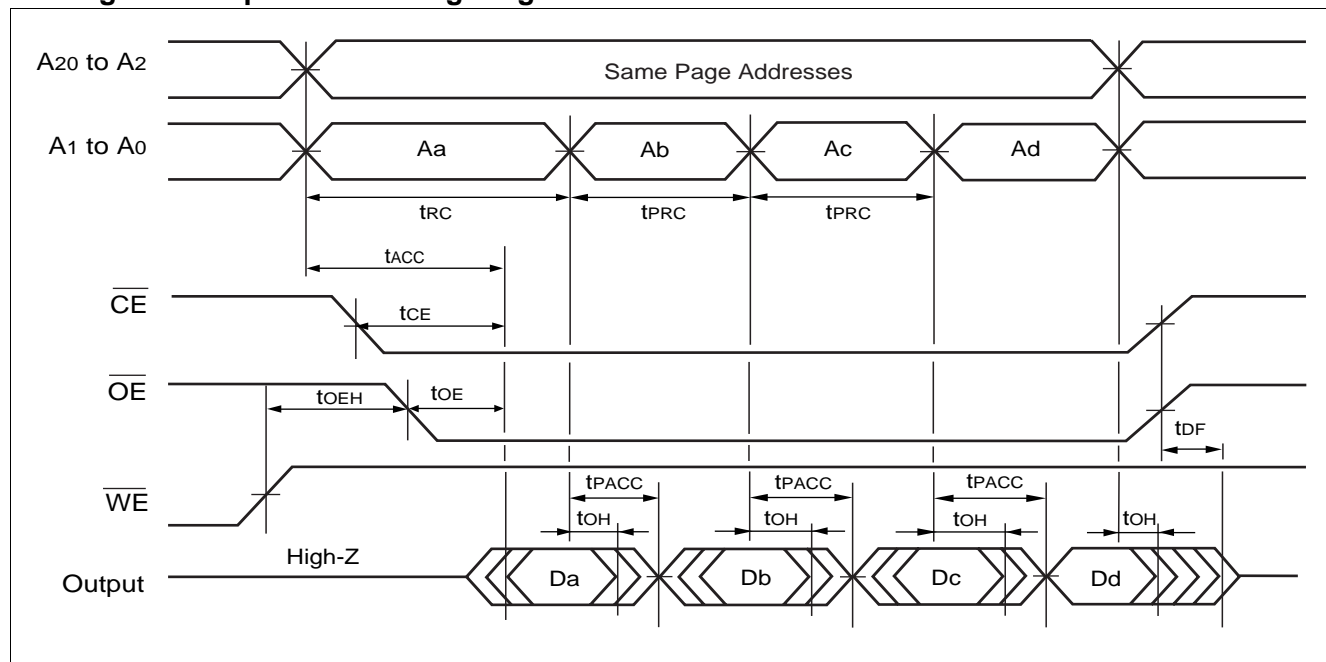 A20 to A2
Same Page Addresses
A1 to A0
Aa
Ab
Ac
Ad
tRC
tPRC
tPRC
tACC
CE
tCE
OE
tOEH
tOE
tDF
WE
tPACC
tPACC
tPACC
tOH
tOH
tOH
tOH
High-Z
Output
Da
Db
Dc
Dd